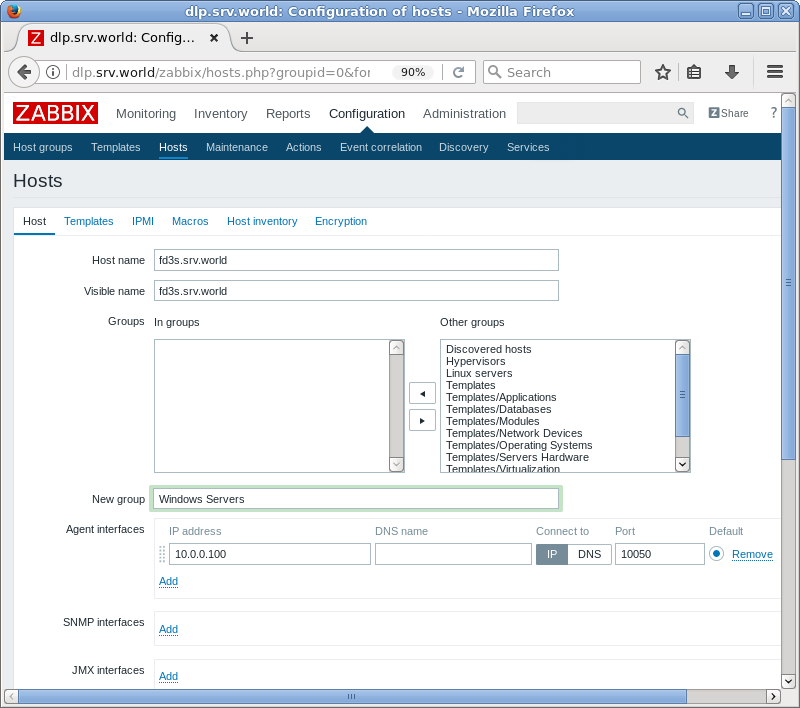 dlp.srv.world: Configuration of hosts - Mozilla Firefox
Z dlp.srv.world: Config... × +
dlp.srv.world/zabbix/hosts.php?groupid=0&for 90% Search
ZABBIX Monitoring Inventory Reports Configuration Administration Z Share ?
Host groups Templates Hosts Maintenance Actions Event correlation Discovery Services
Hosts
Host Templates IPMI Macros Host inventory Encryption
Host name fd3s.srv.world
Visible name fd3s.srv.world
Groups In groups Other groups
Discovered hosts
Hypervisors
Linux servers
Templates
Templates/Applications
Templates/Databases
Templates/Modules
Templates/Network Devices
Templates/Operating Systems
Templates/Servers Hardware
Templates/Virtualization
New group Windows Servers
Agent interfaces IP address DNS name Connect to Port Default
10.0.0.100 IP DNS 10050 Remove
Add
SNMP interfaces Add
JMX interfaces Add